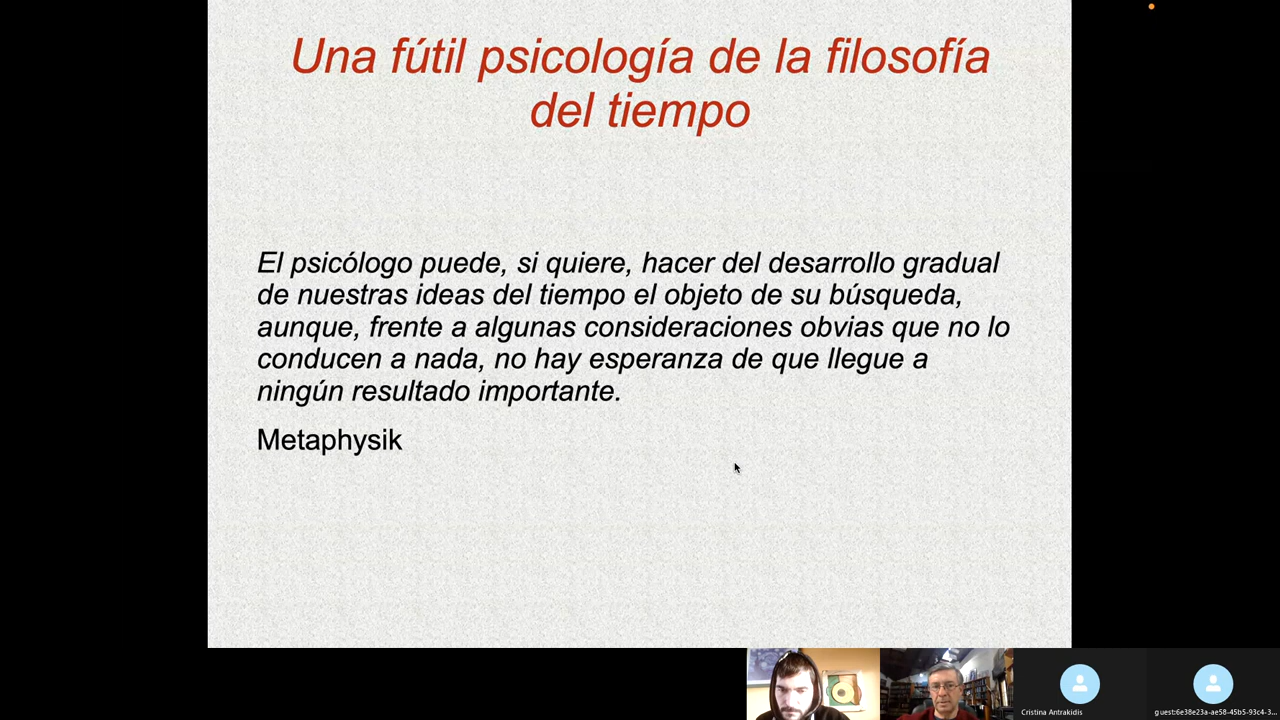 Una fútil psicología de la filosofía
del tiempo
El psicólogo puede, si quiere, hacer del desarrollo gradual
de nuestras ideas del tiempo el objeto de su búsqueda,
aunque, frente a algunas consideraciones obvias que no lo
conducen a nada, no hay esperanza de que llegue a
ningún resultado importante.
Metaphysik
Cristina Antrakidis
guest:6e38e23a-ae58-45b5-93c4-3...